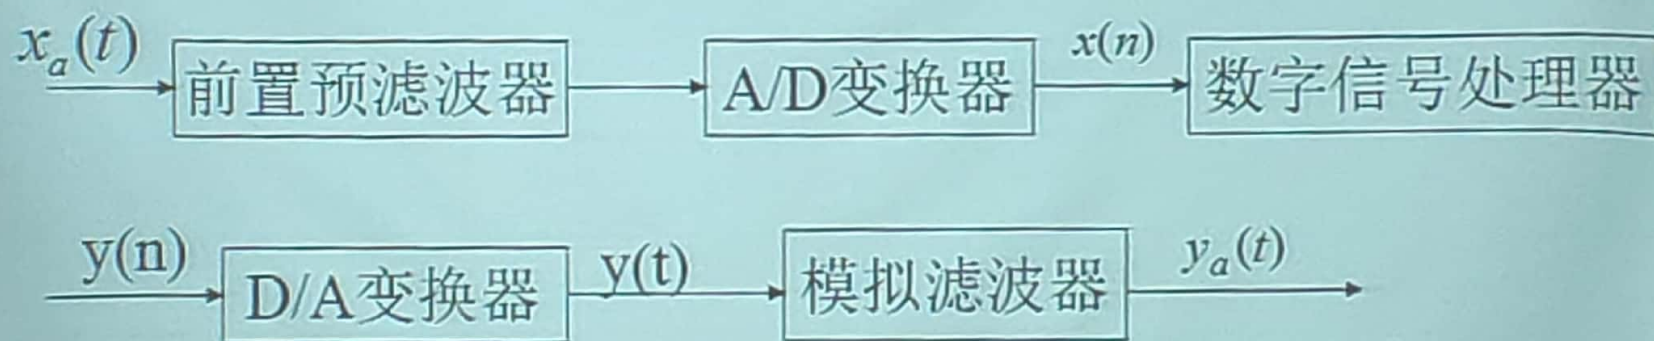 x_a(t) 前置预滤波器 A/D变换器 x(n) 数字信号处理器
y(n) D/A变换器 y(t) 模拟滤波器 y_a(t)